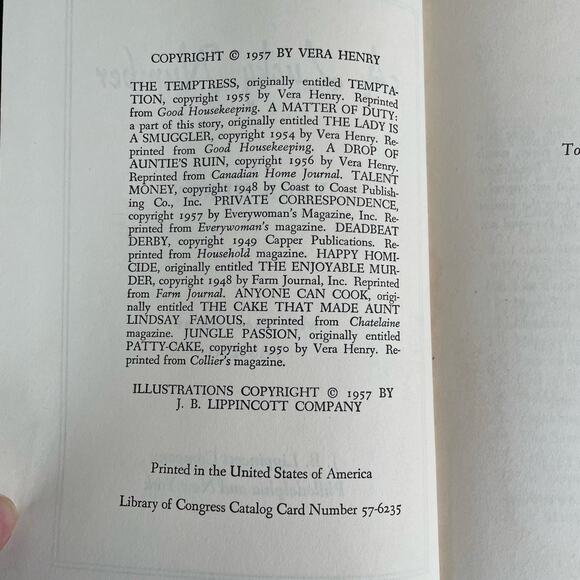 COPYRIGHT © 1957 BY VERA HENRY
THE TEMPTRESS, originally entitled TEMPTA-
TION, copyright 1955 by Vera Henry. Reprinted
from Good Housekeeping. A MATTER OF DUTY:
a part of this story, originally entitled THE LADY IS
A SMUGGLER, copyright 1954 by Vera Henry. Re-
printed from Good Housekeeping. A DROP OF
AUNTIE'S RUIN, copyright 1956 by Vera Henry.
Reprinted from Canadian Home Journal. TALENT
MONEY, copyright 1948 by Coast to Coast Publish-
ing Co., Inc. PRIVATE CORRESPONDENCE,
copyright 1957 by Everywoman's Magazine, Inc. Re-
printed from Everywoman's magazine. DEADBEAT
DERBY, copyright 1949 Capper Publications. Re-
printed from Household magazine. HAPPY HOMI-
CIDE, originally entitled THE ENJOYABLE MUR-
DER, copyright 1948 by Farm Journal, Inc. Reprinted
from Farm Journal. ANYONE CAN COOK, origi-
nally entitled THE CAKE THAT MADE AUNT
LINDSAY FAMOUS, reprinted from Chatelaine
magazine. JUNGLE PASSION, originally entitled
PATTY-CAKE, copyright 1950 by Vera Henry. Re-
printed from Collier's magazine.
ILLUSTRATIONS COPYRIGHT © 1957 BY
J. B. LIPPINCOTT COMPANY
Printed in the United States of America
Library of Congress Catalog Card Number 57-6235
To